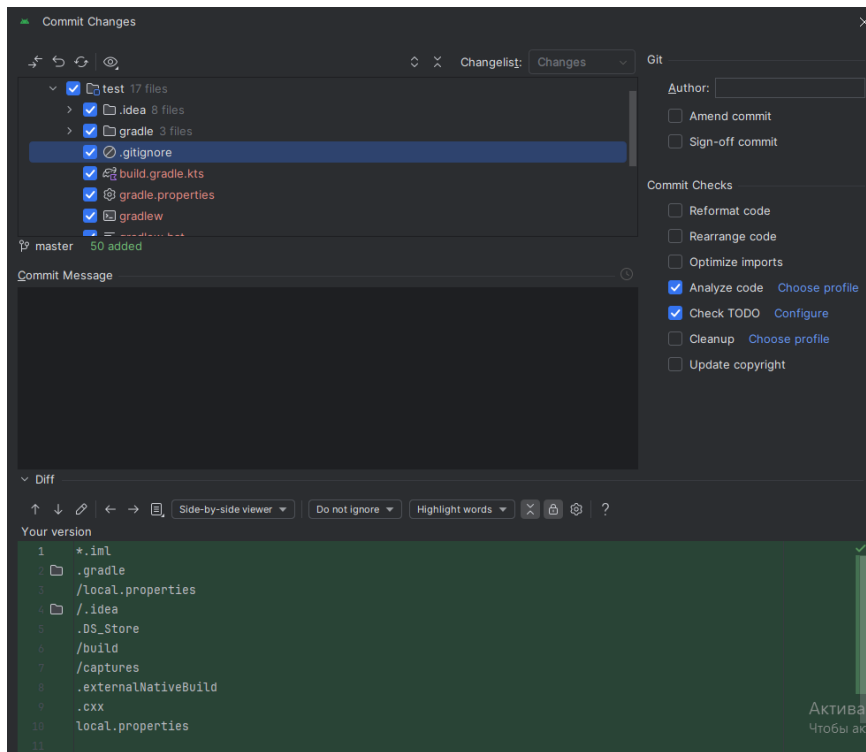 Commit Changes
Changelist: Changes
test 17 files
.idea 8 files
gradle 3 files
.gitignore
build.gradle.kts
gradle.properties
gradlew
gradlew.bat
master 50 added
Commit Message
Git
Author:
Amend commit
Sign-off commit
Commit Checks
Reformat code
Rearrange code
Optimize imports
Analyze code Choose profile
Check TODO Configure
Cleanup Choose profile
Update copyright
Diff
Side-by-side viewer Do not ignore Highlight words ?
Your version
1 *.iml
2 .gradle
3 /local.properties
4 /.idea
5 .DS_Store
6 /build
7 /captures
8 .externalNativeBuild
9 .cxx
10 local.properties
11
Актива
Чтобы ак